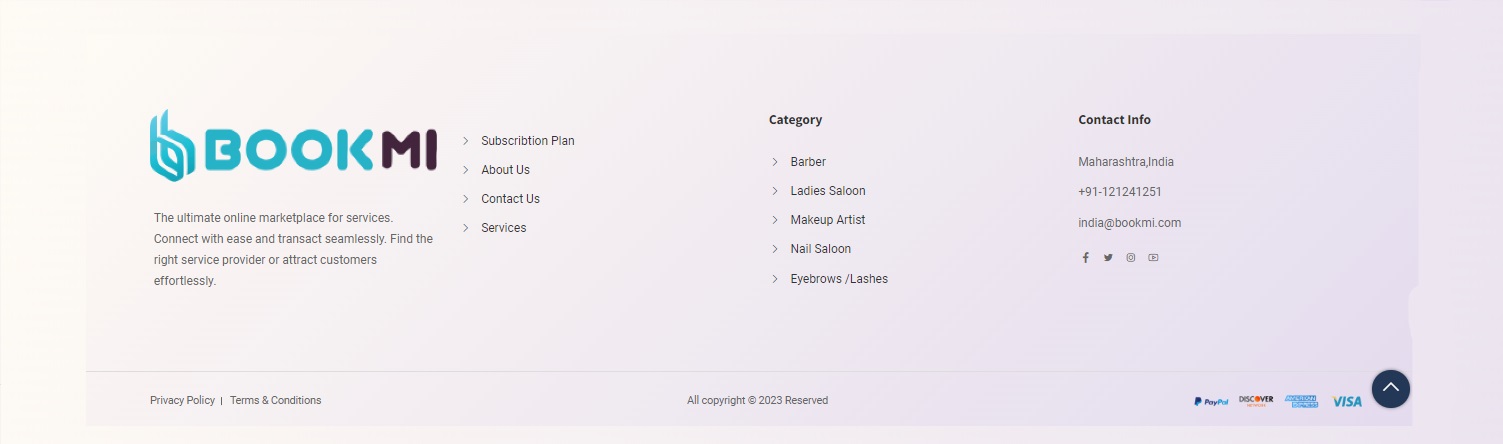 BOOKMI
The ultimate online marketplace for services.
Connect with ease and transact seamlessly. Find the
right service provider or attract customers
effortlessly.
Subscribtion Plan
About Us
Contact Us
Services
Category
Barber
Ladies Saloon
Makeup Artist
Nail Saloon
Eyebrows /Lashes
Contact Info
Maharashtra,India
+91-121241251
india@bookmi.com
Privacy Policy | Terms & Conditions
All copyright © 2023 Reserved
PayPal
DISCOVER
NETWORK
AMERICAN
EXPRESS
VISA